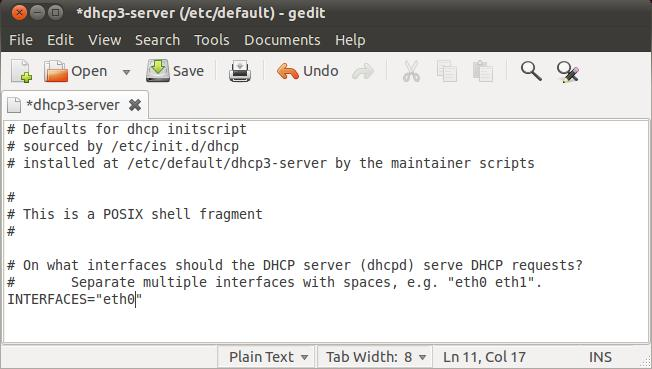 *dhcp3-server (/etc/default) - gedit
File Edit View Search Tools Documents Help
Open Save Undo
*dhcp3-server
# Defaults for dhcp initscript
# sourced by /etc/init.d/dhcp
# installed at /etc/default/dhcp3-server by the maintainer scripts
#
# This is a POSIX shell fragment
#
# On what interfaces should the DHCP server (dhcpd) serve DHCP requests?
#       Separate multiple interfaces with spaces, e.g. "eth0 eth1".
INTERFACES="eth0"
Plain Text Tab Width: 8 Ln 11, Col 17 INS